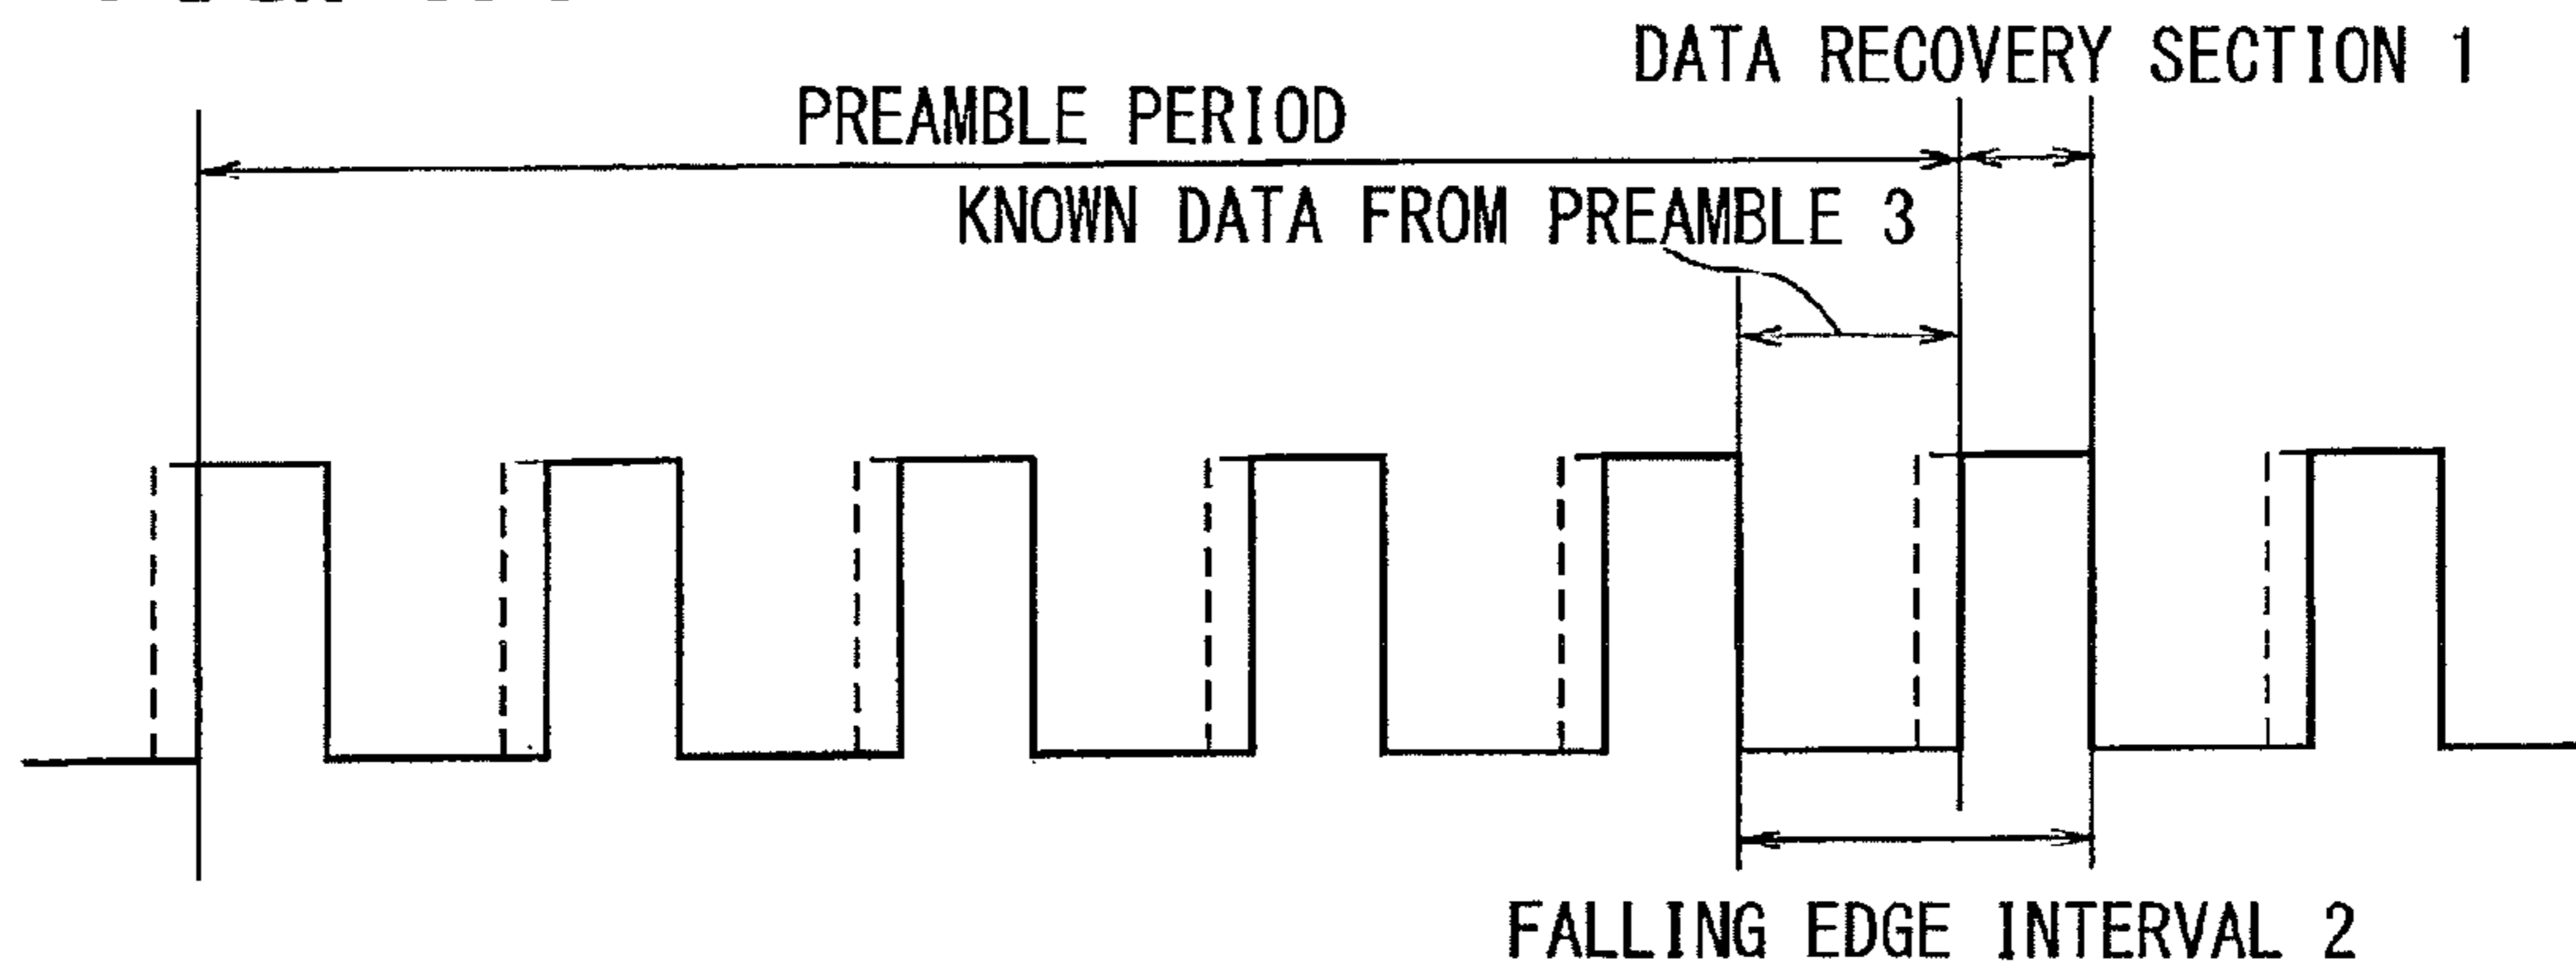 DATA RECOVERY SECTION 1
PREAMBLE PERIOD
KNOWN DATA FROM PREAMBLE 3
FALLING EDGE INTERVAL 2